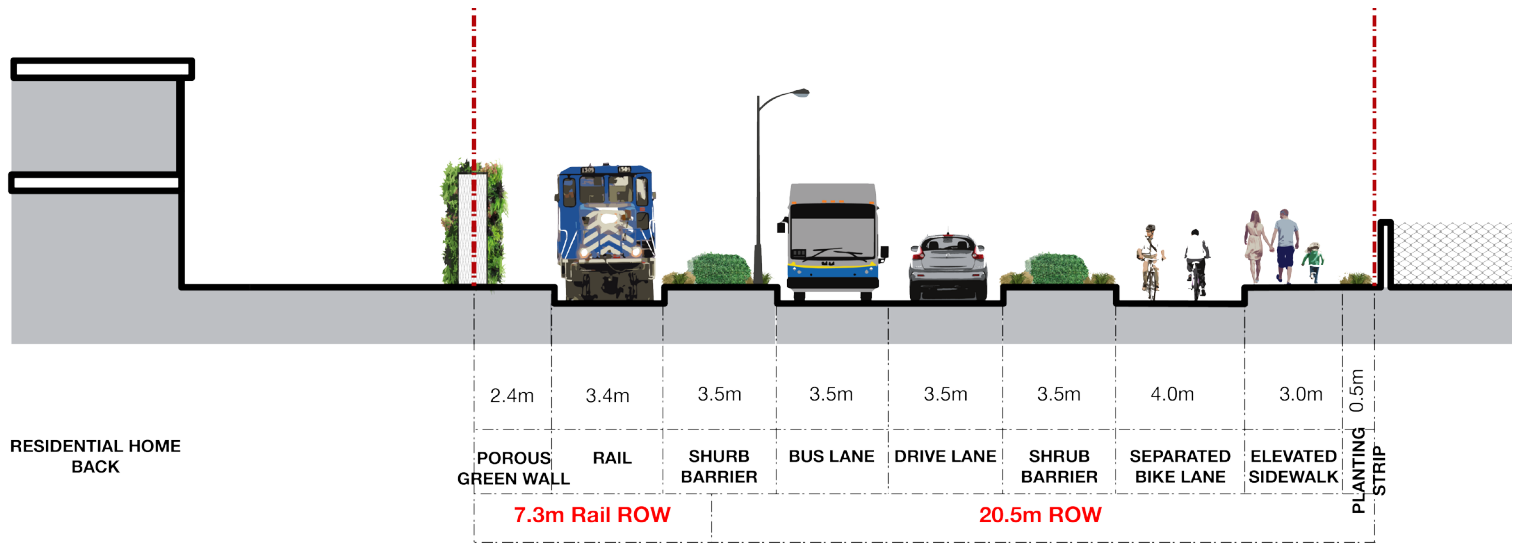 2.4m
3.4m
3.5m
3.5m
3.5m
3.5m
4.0m
3.0m
0.5m
RESIDENTIAL HOME
BACK
POROUS
GREEN WALL
RAIL
SHURB
BARRIER
BUS LANE
DRIVE LANE
SHRUB
BARRIER
SEPARATED
BIKE LANE
ELEVATED
SIDEWALK
PLANTING
STRIP
7.3m Rail ROW
20.5m ROW